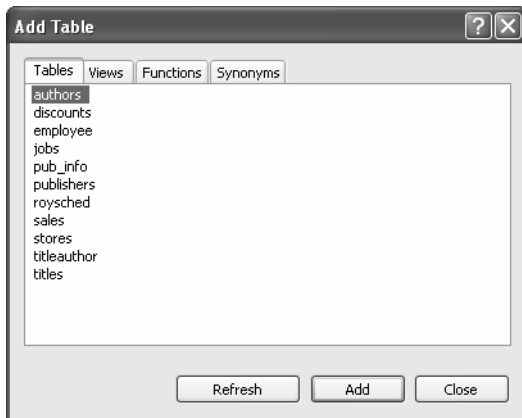 Add Table
Tables Views Functions Synonyms
authors
discounts
employee
jobs
pub_info
publishers
roysched
sales
stores
titleauthor
titles
Refresh Add Close